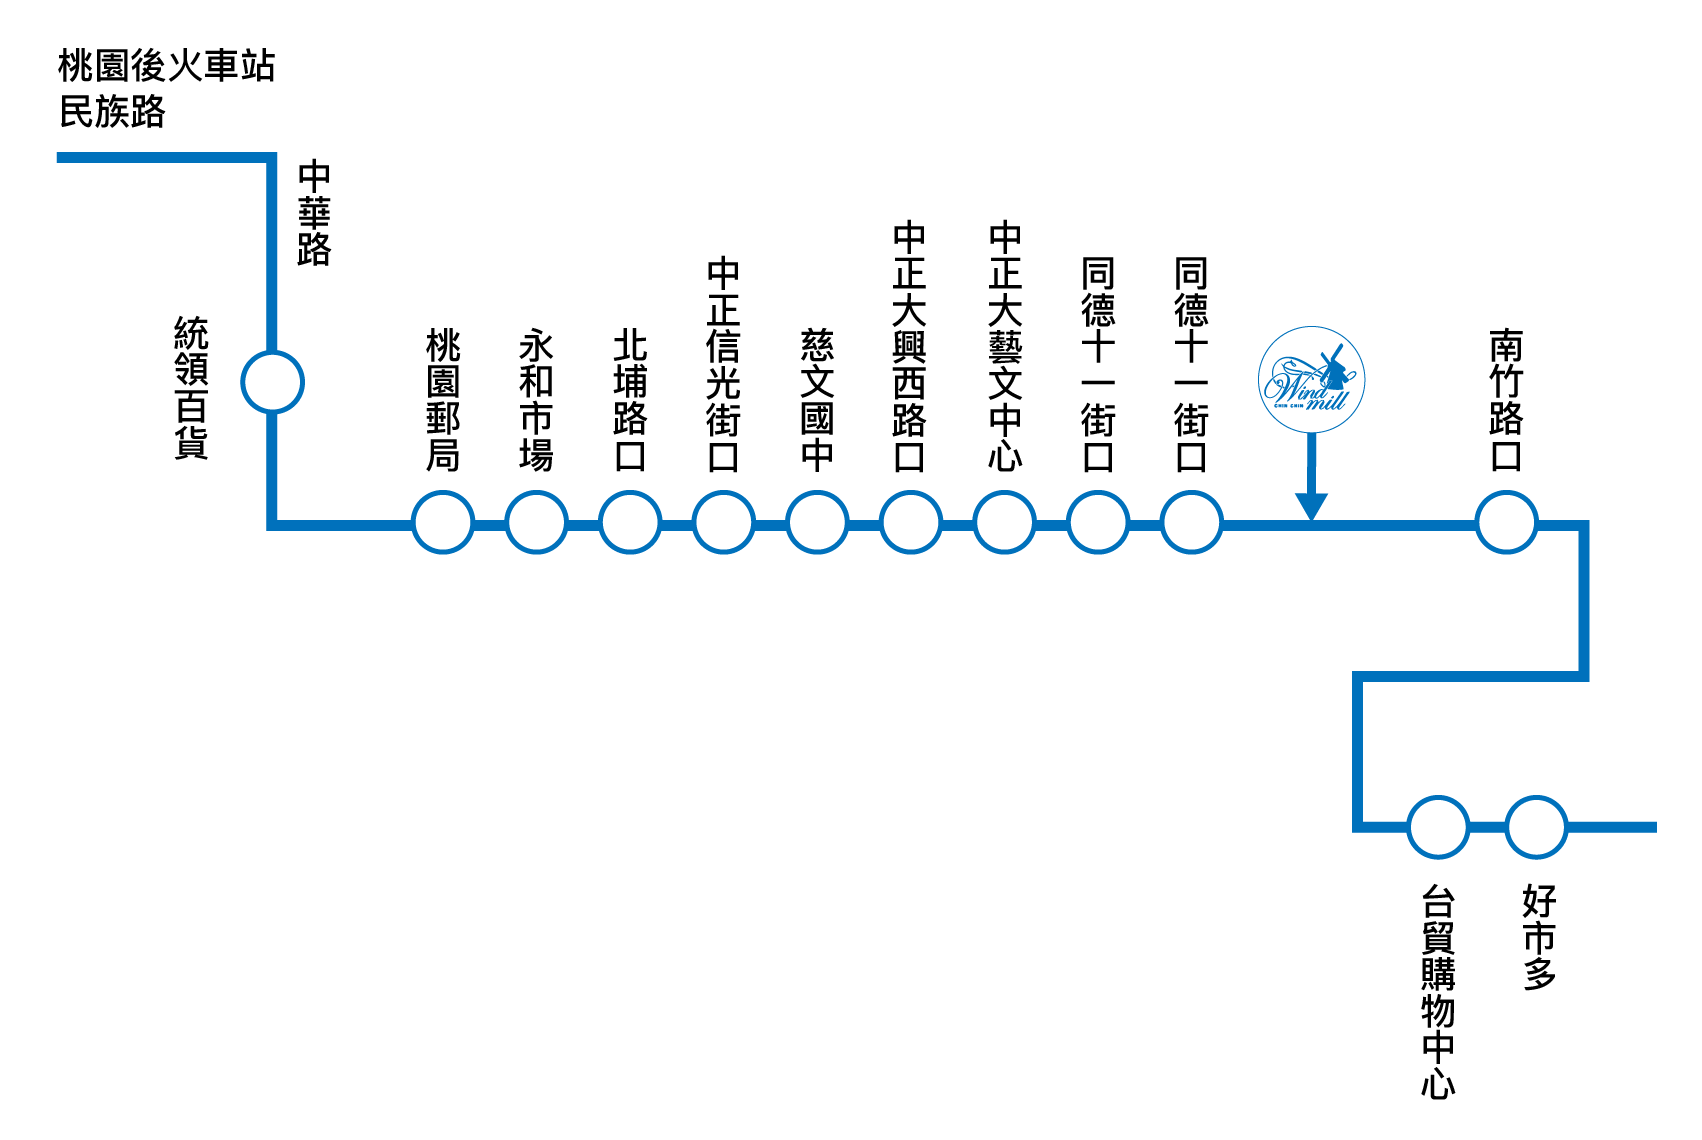 桃園後火車站
民族路
中華路
統領百貨
桃園郵局
永和市場
北埔路口
中正信光街口
慈文國中
中正大興西路口
中正大藝文中心
同德十一街口
同德十一街口
Wind
mill
CHIN CHIN
南竹路口
台貿購物中心
好市多